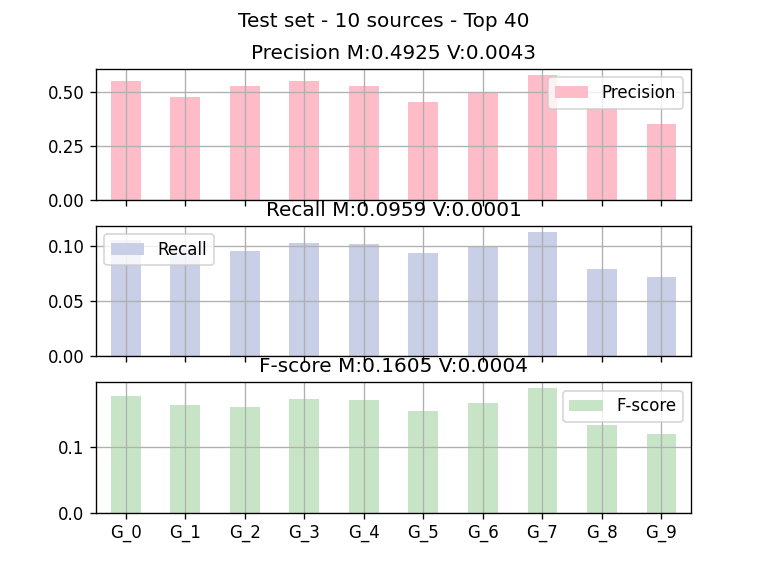 Test set - 10 sources - Top 40
Precision M:0.4925 V:0.0043
0.50
0.25
0.00
Precision
Recall M:0.0959 V:0.0001
0.10
0.05
0.00
Recall
F-score M:0.1605 V:0.0004
0.1
0.0
F-score
G_0 G_1 G_2 G_3 G_4 G_5 G_6 G_7 G_8 G_9